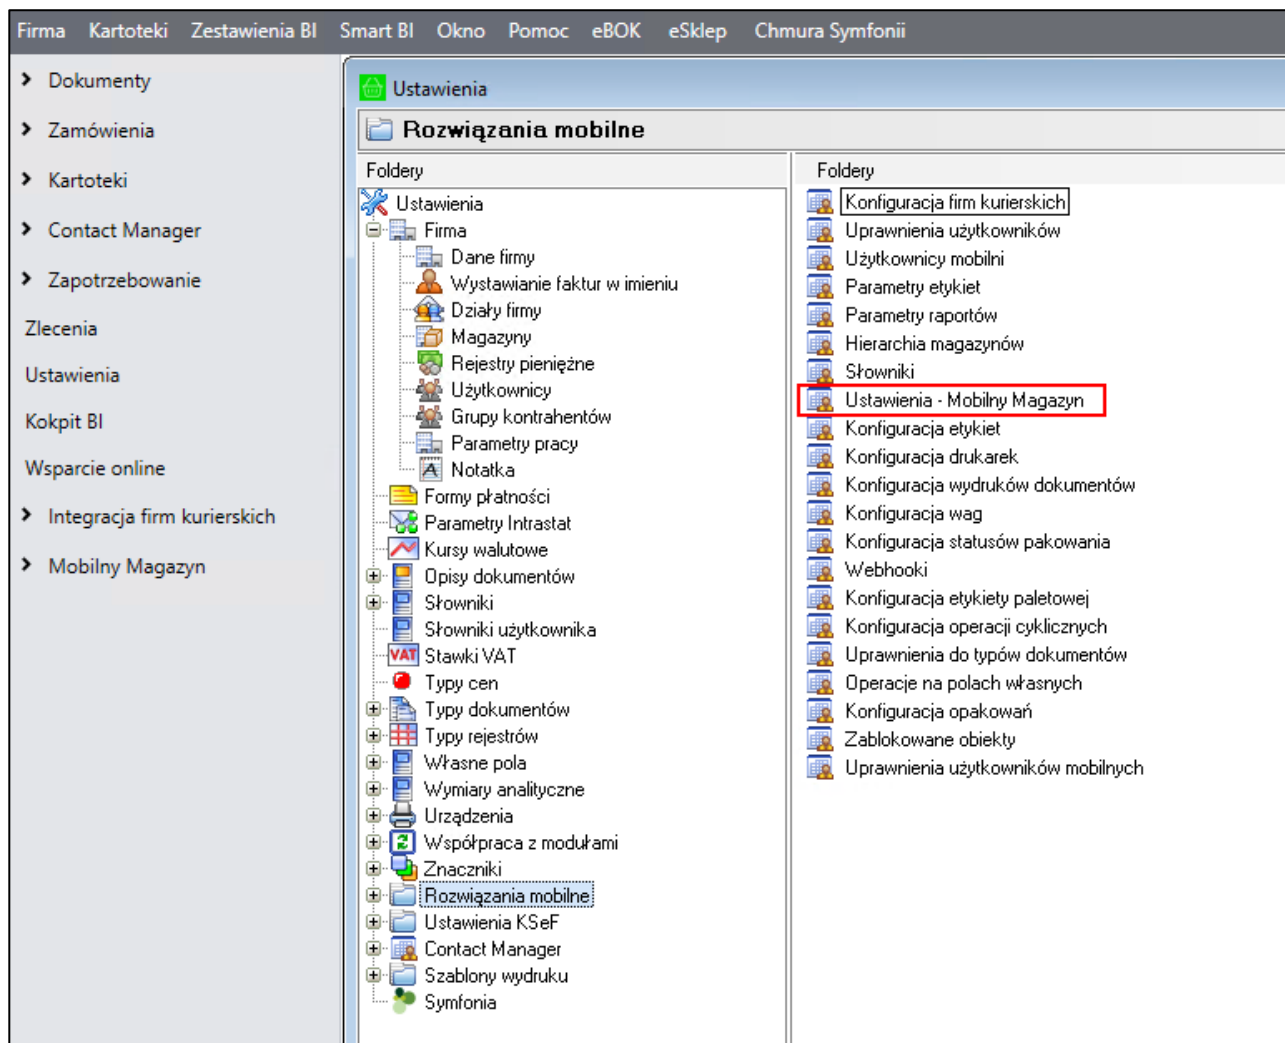 Firma Kartoteki Zestawienia BI Smart BI Okno Pomoc eBOK eSklep Chmura Symfonii
Dokumenty
Zamówienia
Kartoteki
Contact Manager
Zapotrzebowanie
Zlecenia
Ustawienia
Kokpit BI
Wsparcie online
Integracja firm kurierskich
Mobilny Magazyn
Ustawienia
Rozwiązania mobilne
Foldery
Ustawienia
Firma
Dane firmy
Wystawianie faktur w imieniu
Działy firmy
Magazyny
Rejestry pieniężne
Użytkownicy
Grupy kontrahentów
Parametry pracy
Notatka
Formy płatności
Parametry Intrastat
Kursy walutowe
Opisy dokumentów
Słowniki
Słowniki użytkownika
VAT Stawki VAT
Typy cen
Typy dokumentów
Typy rejestrów
Własne pola
Wymiary analityczne
Urządzenia
Współpraca z modułami
Znaczniki
Rozwiązania mobilne
Ustawienia KSeF
Contact Manager
Szablony wydruku
Symfonia
Foldery
Konfiguracja firm kurierskich
Uprawnienia użytkowników
Użytkownicy mobilni
Parametry etykiet
Parametry raportów
Hierarchia magazynów
Słowniki
Ustawienia - Mobilny Magazyn
Konfiguracja etykiet
Konfiguracja drukarek
Konfiguracja wydruków dokumentów
Konfiguracja wag
Konfiguracja statusów pakowania
Webhooki
Konfiguracja etykiety paletowej
Konfiguracja operacji cyklicznych
Uprawnienia do typów dokumentów
Operacje na polach własnych
Konfiguracja opakowań
Zablokowane obiekty
Uprawnienia użytkowników mobilnych